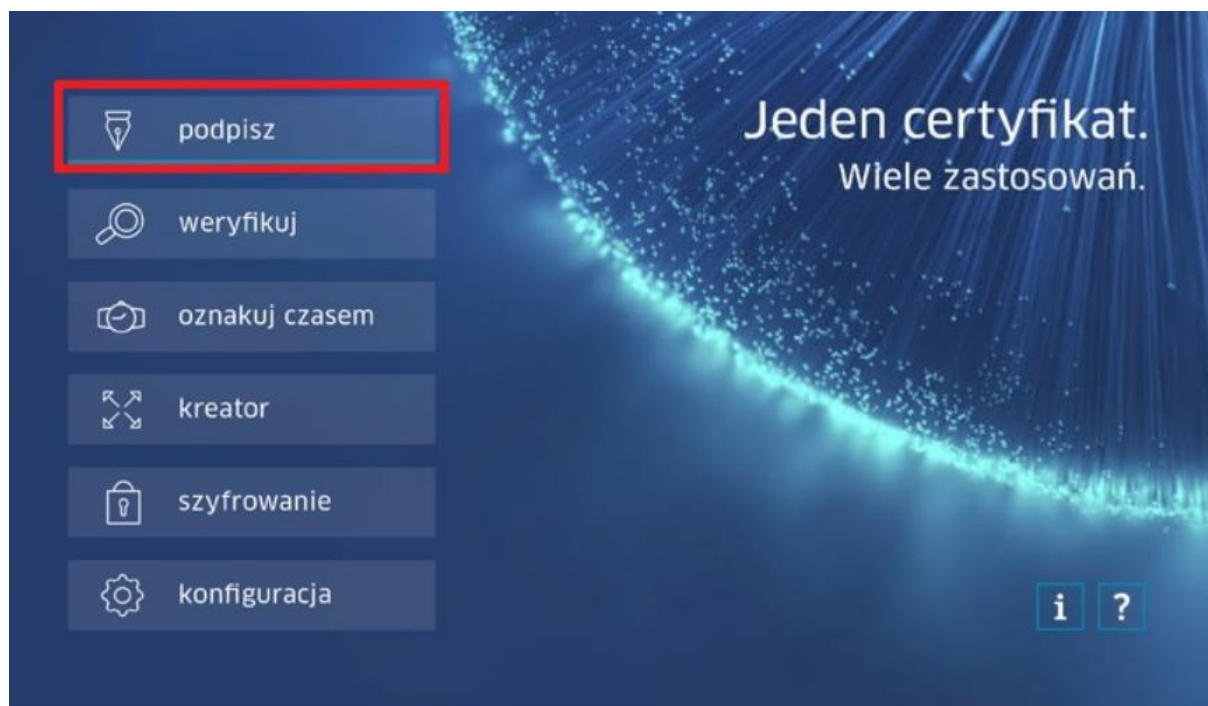 podpisz
weryfikuj
oznakuj czasem
kreator
szyfrowanie
konfiguracja
Jeden certyfikat.
Wiele zastosowań.
i
?